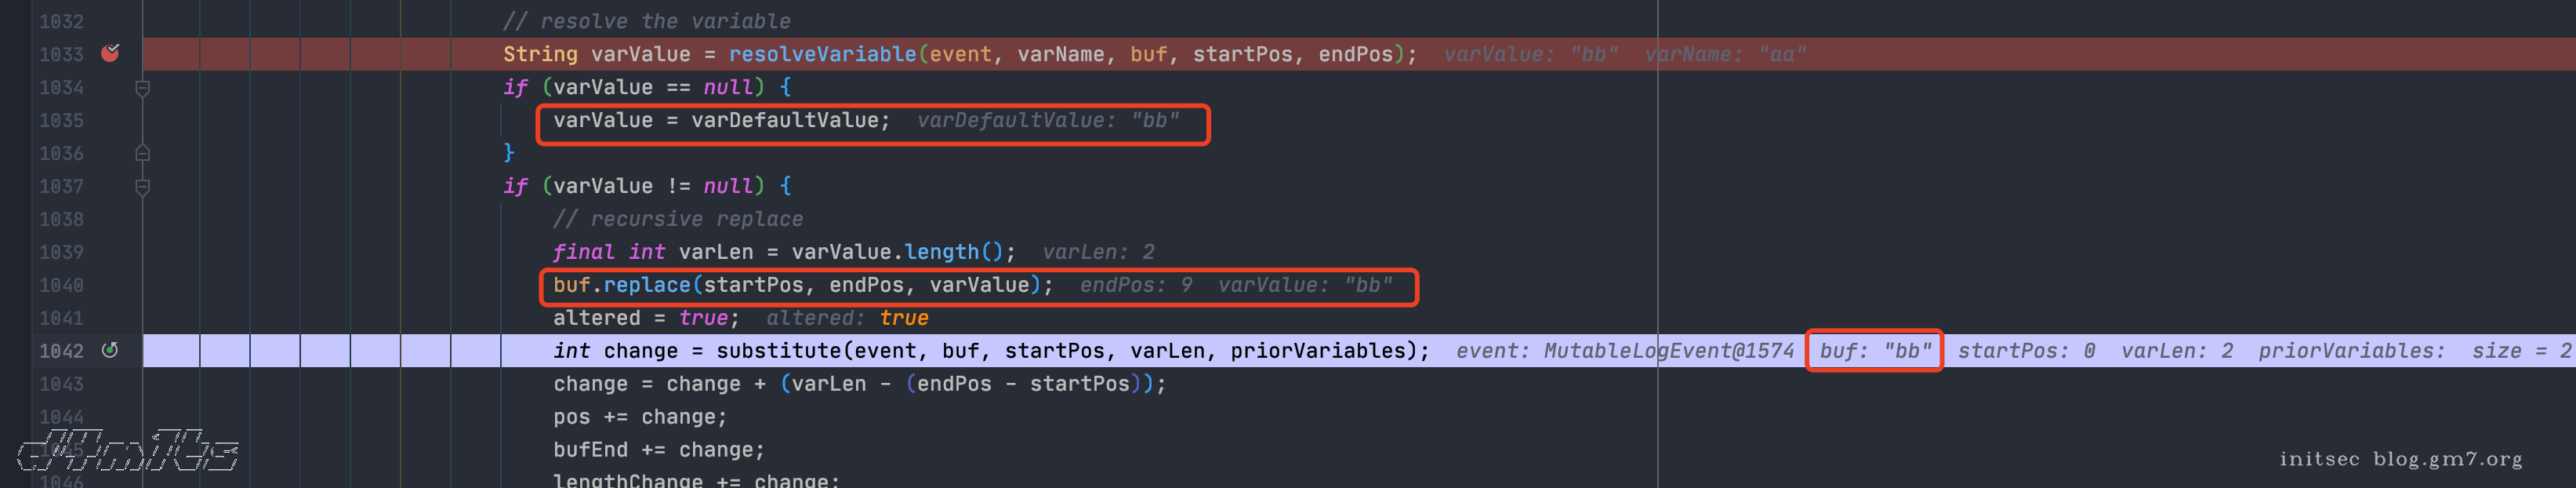 1032 // resolve the variable
1033 String varValue = resolveVariable(event, varName, buf, startPos, endPos); varValue: "bb" varName: "aa"
1034 if (varValue == null) {
1035 varValue = varDefaultValue; varDefaultValue: "bb"
1036 }
1037 if (varValue != null) {
1038 // recursive replace
1039 final int varLen = varValue.length(); varLen: 2
1040 buf.replace(startPos, endPos, varValue); endPos: 9 varValue: "bb"
1041 altered = true; altered: true
1042 int change = substitute(event, buf, startPos, varLen, priorVariables); event: MutableLogEvent@1574 buf: "bb" startPos: 0 varLen: 2 priorVariables: size = 2
1043 change = change + (varLen - (endPos - startPos));
1044 pos += change;
1045 bufEnd += change;
1046 lengthChange += change;
initsec blog.gm7.org